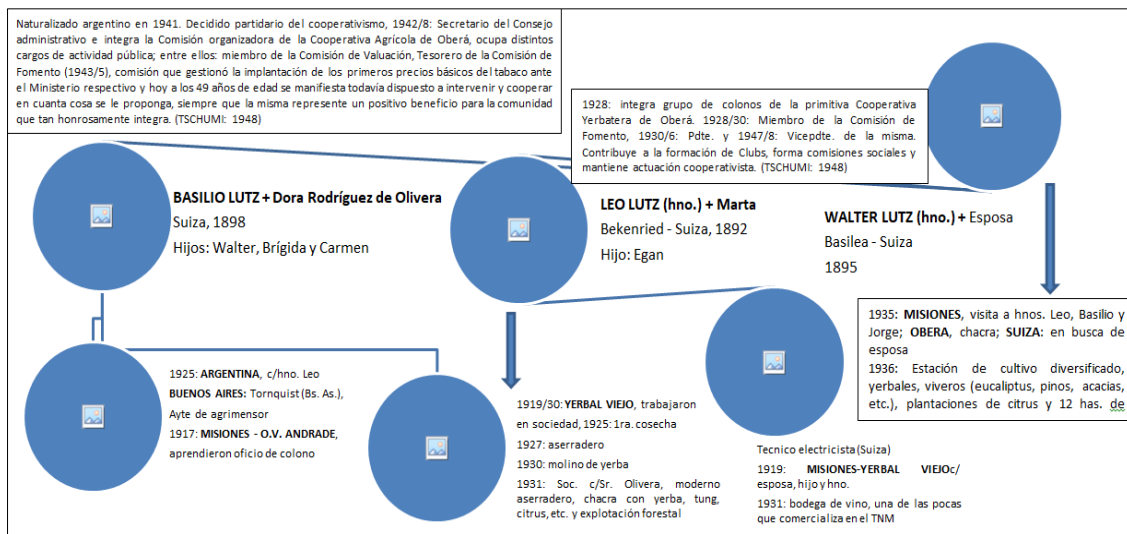 Naturalizado argentino en 1941. Decidido partidario del cooperativismo, 1942/8: Secretario del Consejo
administrativo e integra la Comisión organizadora de la Cooperativa Agrícola de Oberá, ocupa distintos
cargos de actividad pública; entre ellos: miembro de la Comisión de Valuación, Tesorero de la Comisión de
Fomento (1943/5), comisión que gestionó la implantación de los primeros precios básicos del tabaco ante
el Ministerio respectivo y hoy a los 49 años de edad se manifiesta todavía dispuesto a intervenir y cooperar
en cuanta cosa se le proponga, siempre que la misma represente un positivo beneficio para la comunidad
que tan honrosamente integra. (TSCHUMI: 1948)
1928: integra grupo de colonos de la primitiva Cooperativa
Yerbatera de Oberá. 1928/30: Miembro de la Comisión de
Fomento, 1930/6: Pdte. y 1947/8: Vicepdte. de la misma.
Contribuye a la formación de Clubs, forma comisiones sociales y
mantiene actuación cooperativista. (TSCHUMI: 1948)
BASILIO LUTZ + Dora Rodríguez de Olivera
Suiza, 1898
Hijos: Walter, Brígida y Carmen
LEO LUTZ (hno.) + Marta
Bekenried - Suiza, 1892
Hijo: Egan
WALTER LUTZ (hno.) + Esposa
Basilea - Suiza
1895
1935: MISIONES, visita a hnos. Leo, Basilio y
Jorge; OBERA, chacra; SUIZA: en busca de
esposa
1936: Estación de cultivo diversificado,
yerbales, viveros (eucaliptus, pinos, acacias,
etc.), plantaciones de citrus y 12 has. de
1925: ARGENTINA, c/hno. Leo
BUENOS AIRES: Tornquist (Bs. As.),
Ayte de agrimensor
1917: MISIONES - O.V. ANDRADE,
aprendieron oficio de colono
1919/30: YERBAL VIEJO, trabajaron
en sociedad, 1925: 1ra. cosecha
1927: aserradero
1930: molino de yerba
1931: Soc. c/Sr. Olivera, moderno
aserradero, chacra con yerba, tung,
citrus, etc. y explotación forestal
Tecnico electricista (Suiza)
1919: MISIONES-YERBAL VIEJOc/
esposa, hijo y hno.
1931: bodega de vino, una de las pocas
que comercializa en el TNM